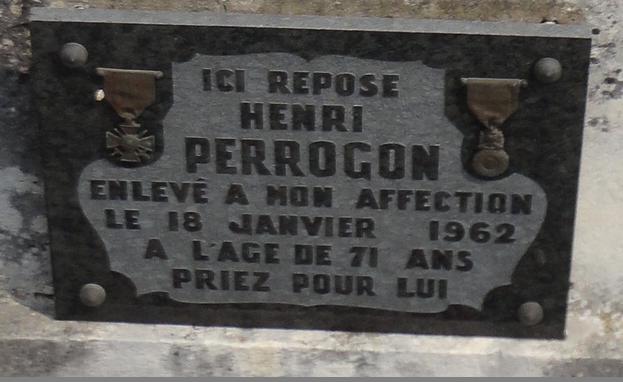 ICI REPOSE
HENRI
PERROGON
ENLEVÉ A MON AFFECTION
LE 18 JANVIER 1962
A L'AGE DE 71 ANS
PRIEZ POUR LUI